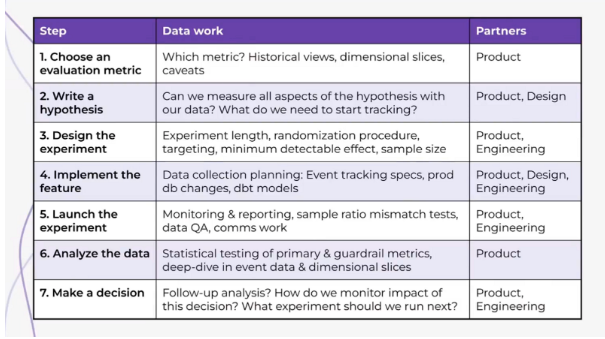 Step Data work Partners
1. Choose an evaluation metric Which metric? Historical views, dimensional slices, caveats Product
2. Write a hypothesis Can we measure all aspects of the hypothesis with our data? What do we need to start tracking? Product, Design
3. Design the experiment Experiment length, randomization procedure, targeting, minimum detectable effect, sample size Product, Engineering
4. Implement the feature Data collection planning: Event tracking specs, prod db changes, dbt models Product, Design, Engineering
5. Launch the experiment Monitoring & reporting, sample ratio mismatch tests, data QA, comms work Product, Engineering
6. Analyze the data Statistical testing of primary & guardrail metrics, deep-dive in event data & dimensional slices Product
7. Make a decision Follow-up analysis? How do we monitor impact of this decision? What experiment should we run next? Product, Engineering